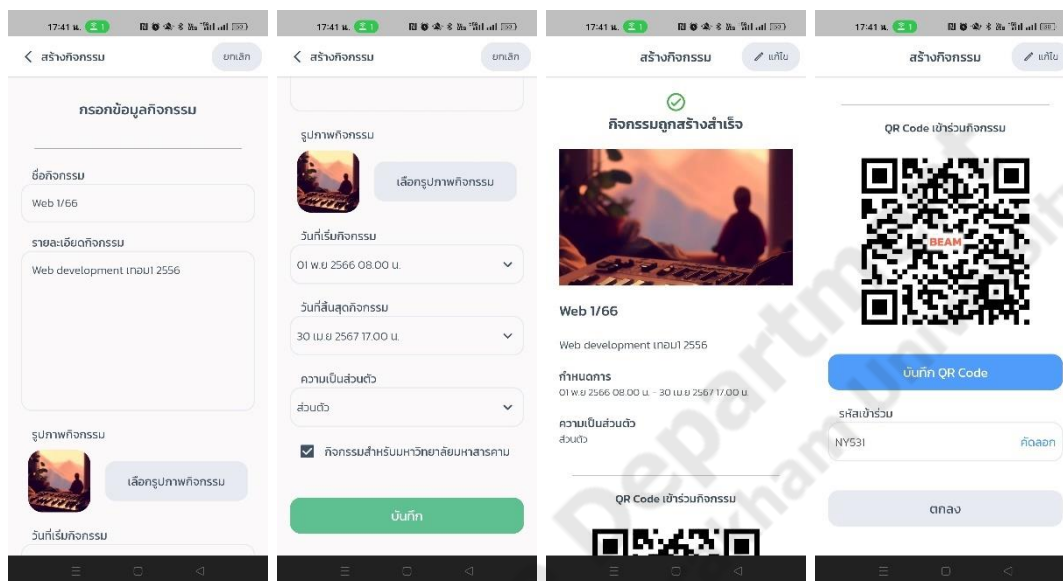 17:41 น.
สร้างกิจกรรม
ยกเลิก
กรอกข้อมูลกิจกรรม
ชื่อกิจกรรม
Web 1/66
รายละเอียดกิจกรรม
Web development เทอม1 2556
รูปภาพกิจกรรม
เลือกรูปภาพกิจกรรม
วันที่เริ่มกิจกรรม
17:41 น.
สร้างกิจกรรม
ยกเลิก
รูปภาพกิจกรรม
เลือกรูปภาพกิจกรรม
วันที่เริ่มกิจกรรม
01 พ.ย 2566 08.00 น.
วันที่สิ้นสุดกิจกรรม
30 เม.ย 2567 17.00 น.
ความเป็นส่วนตัว
ส่วนตัว
กิจกรรมสำหรับมหาวิทยาลัยมหาสารคาม
บันทึก
17:41 น.
สร้างกิจกรรม
แก้ไข
กิจกรรมถูกสร้างสำเร็จ
Web 1/66
Web development เทอม1 2556
กำหนดการ
01 พ.ย 2566 08.00 น. - 30 เม.ย 2567 17.00 น.
ความเป็นส่วนตัว
ส่วนตัว
QR Code เข้าร่วมกิจกรรม
17:41 น.
สร้างกิจกรรม
แก้ไข
QR Code เข้าร่วมกิจกรรม
BEAM
บันทึก QR Code
รหัสเข้าร่วม
NY531
คัดลอก
ตกลง